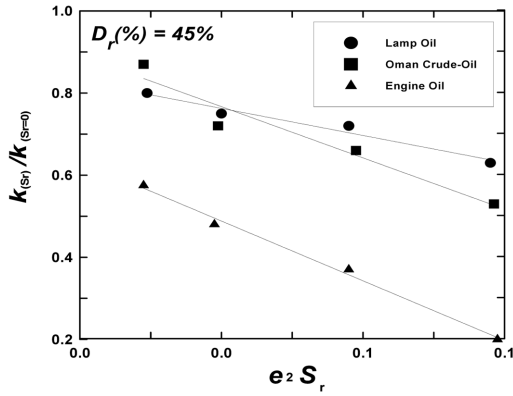 D_r(%) = 45%
Lamp Oil
Oman Crude-Oil
Engine Oil
1.0
0.8
0.6
0.4
0.2
k(Sr)/k(Sr=0)
0.0 0.0 0.1 0.1
e2 Sr